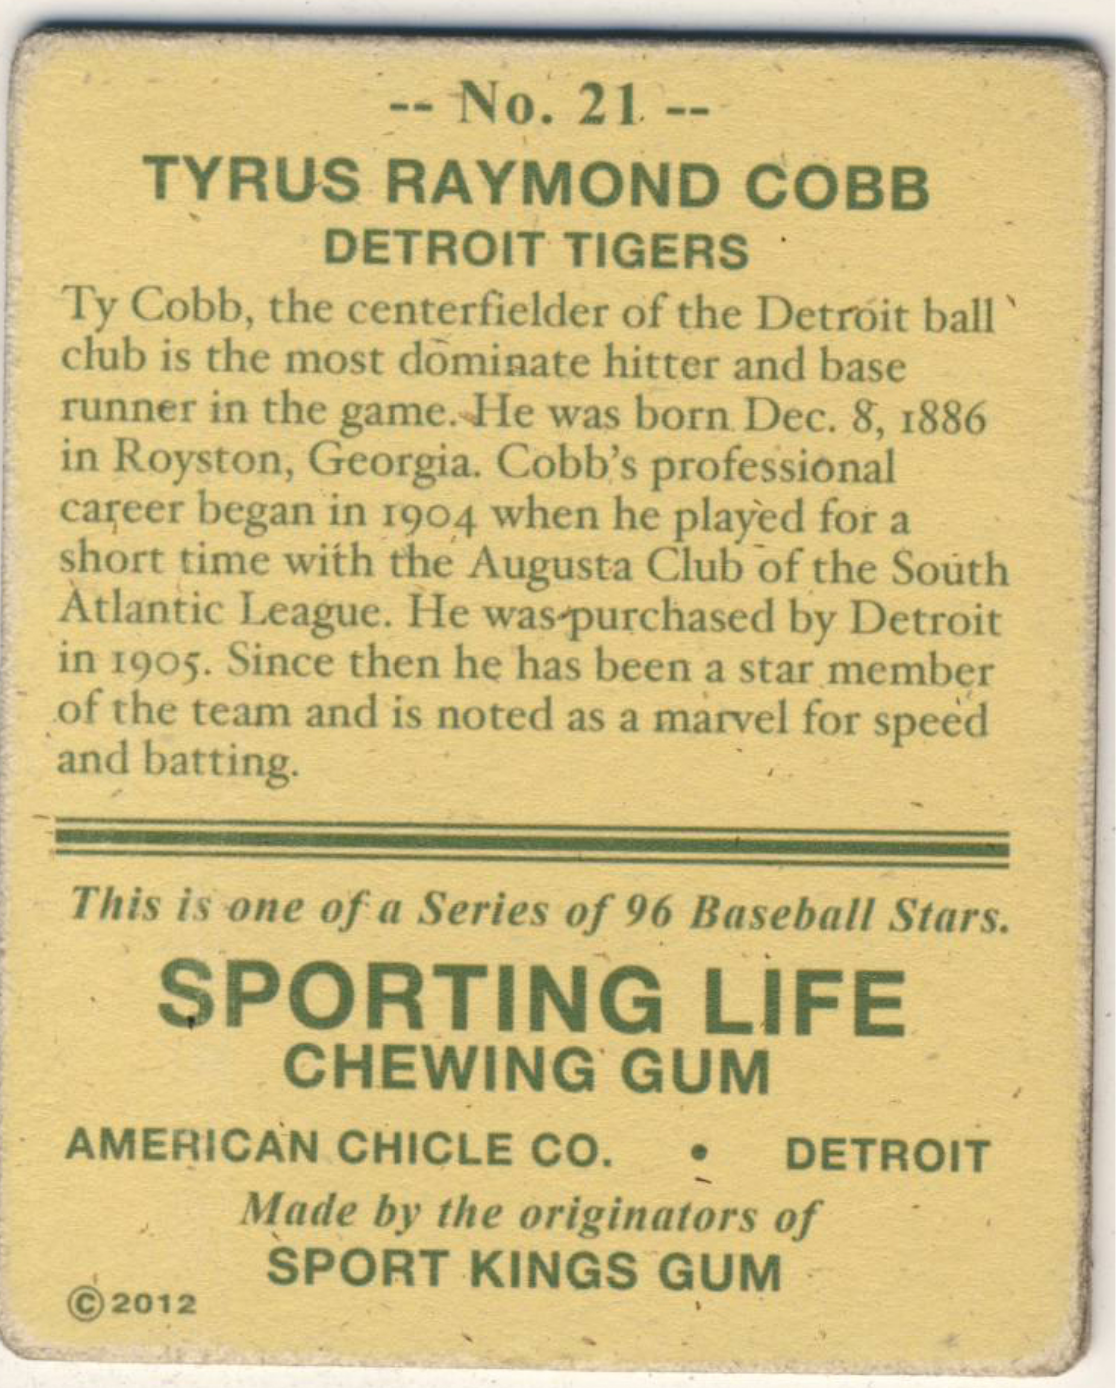 -- No. 21 --
TYRUS RAYMOND COBB
DETROIT TIGERS
Ty Cobb, the centerfielder of the Detroit ball
club is the most dominate hitter and base
runner in the game. He was born Dec. 8, 1886
in Royston, Georgia. Cobb's professional
career began in 1904 when he played for a
short time with the Augusta Club of the South
Atlantic League. He was purchased by Detroit
in 1905. Since then he has been a star member
of the team and is noted as a marvel for speed
and batting.
This is one of a Series of 96 Baseball Stars.
SPORTING LIFE
CHEWING GUM
AMERICAN CHICLE CO. • DETROIT
Made by the originators of
SPORT KINGS GUM
©2012